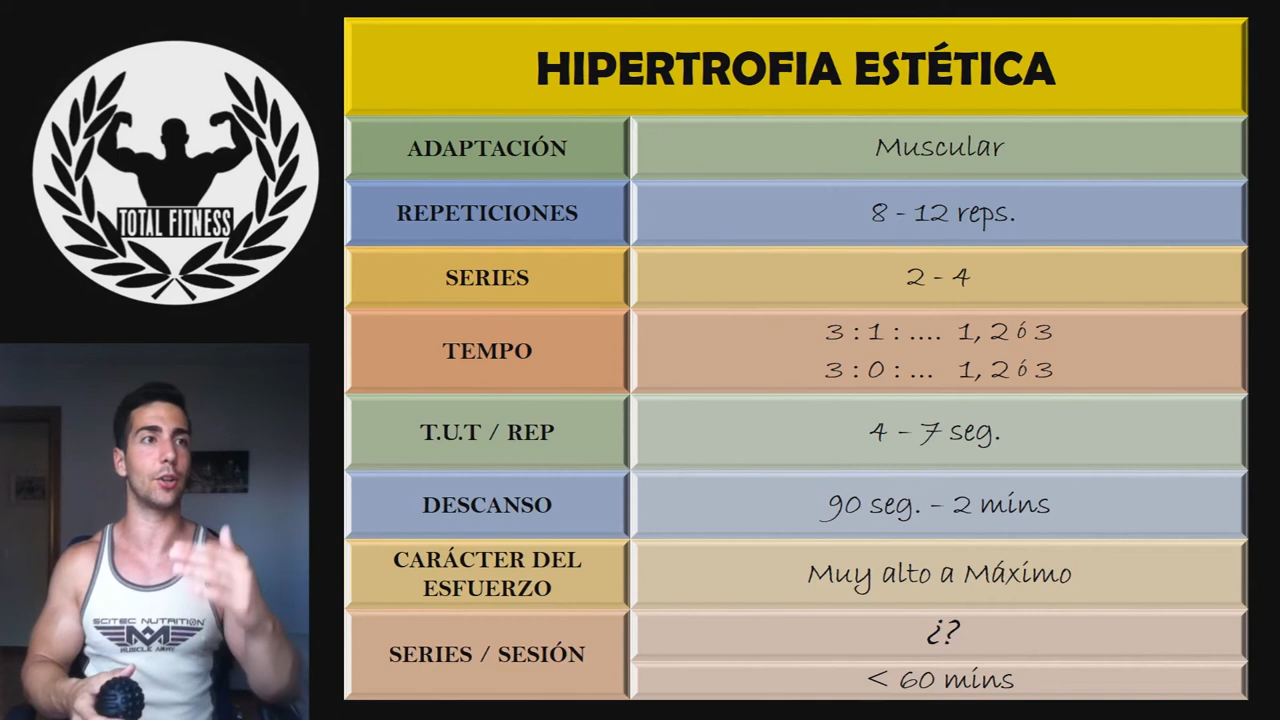 HIPERTROFIA ESTÉTICA
TOTAL FITNESS
ADAPTACIÓN
Muscular
REPETICIONES
8 - 12 reps.
SERIES
2 - 4
TEMPO
3 : 1 : .... 1, 2 ó 3
3 : 0 : ... 1, 2 ó 3
T.U.T / REP
4 - 7 seg.
DESCANSO
90 seg. - 2 mins
CARÁCTER DEL
ESFUERZO
Muy alto a Máximo
SERIES / SESIÓN
¿?
< 60 mins
SCITEC NUTRITION
MUSCLE ARMY